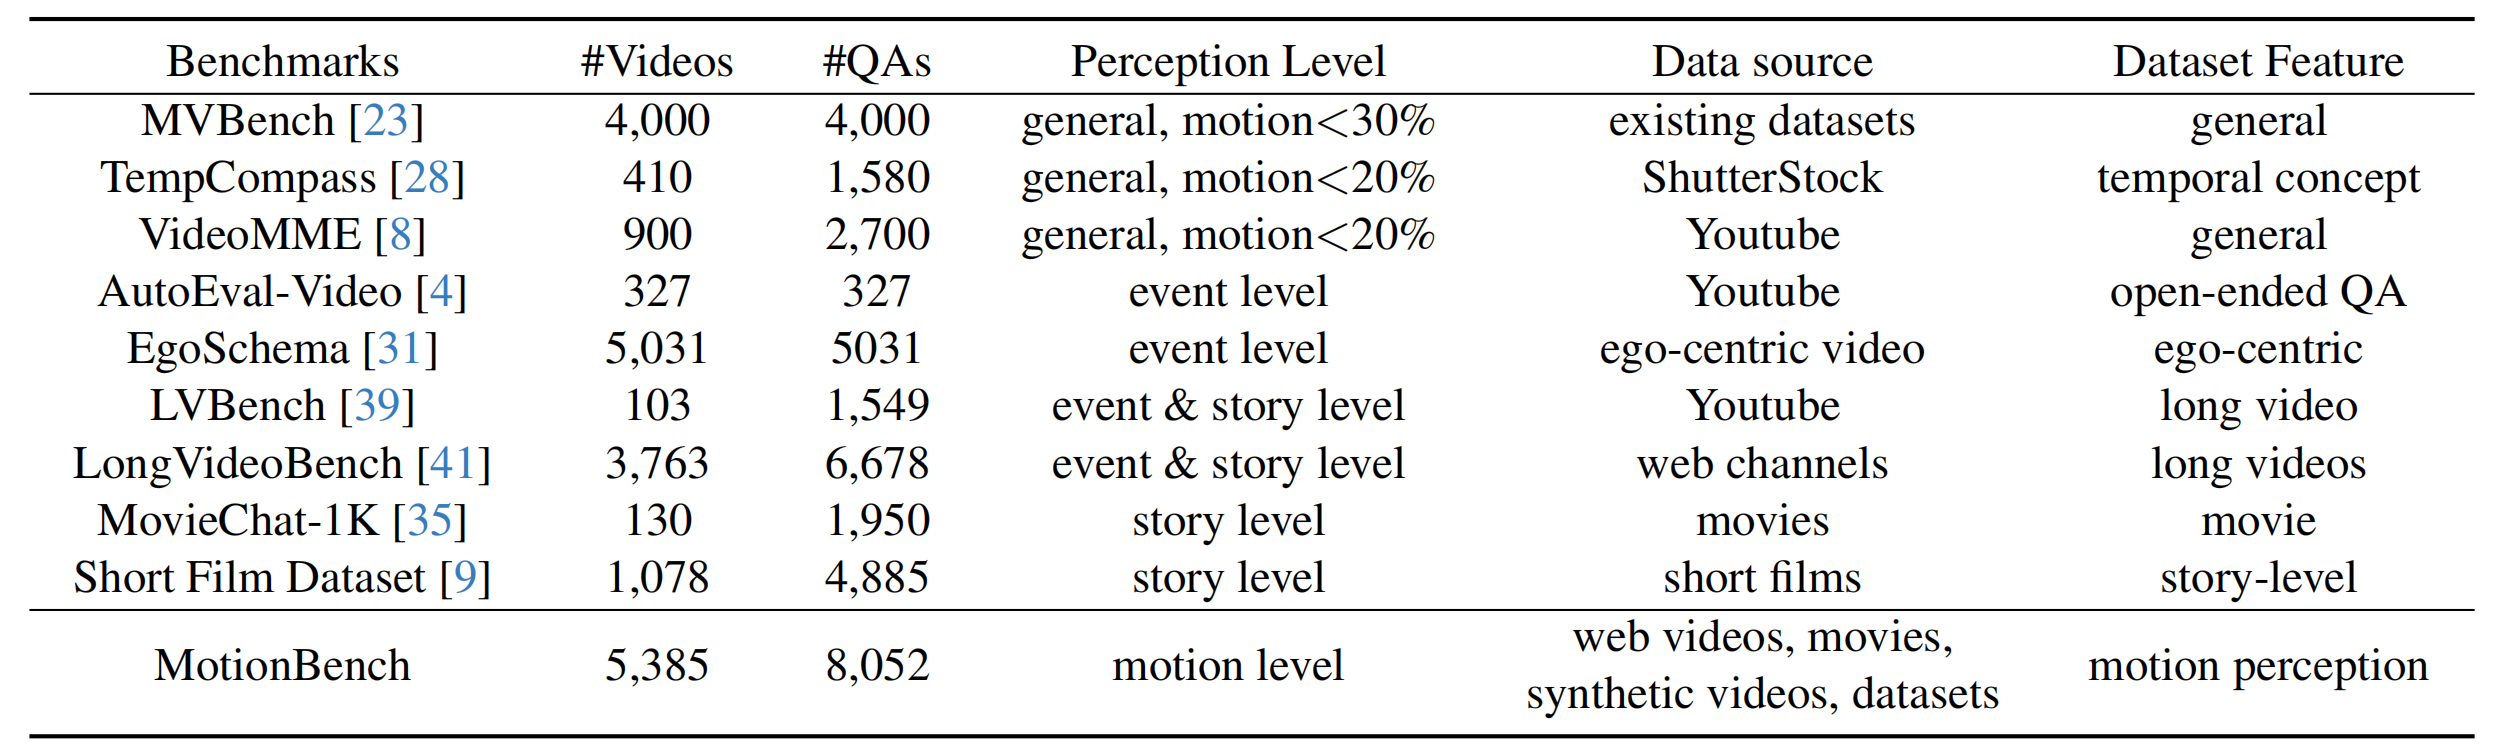 Benchmarks #Videos #QAs Perception Level Data source Dataset Feature
MVBench [23] 4,000 4,000 general, motion<30% existing datasets general
TempCompass [28] 410 1,580 general, motion<20% ShutterStock temporal concept
VideoMME [8] 900 2,700 general, motion<20% Youtube general
AutoEval-Video [4] 327 327 event level Youtube open-ended QA
EgoSchema [31] 5,031 5031 event level ego-centric video ego-centric
LVBench [39] 103 1,549 event & story level Youtube long video
LongVideoBench [41] 3,763 6,678 event & story level web channels long videos
MovieChat-1K [35] 130 1,950 story level movies movie
Short Film Dataset [9] 1,078 4,885 story level short films story-level
MotionBench 5,385 8,052 motion level web videos, movies, motion perception
synthetic videos, datasets